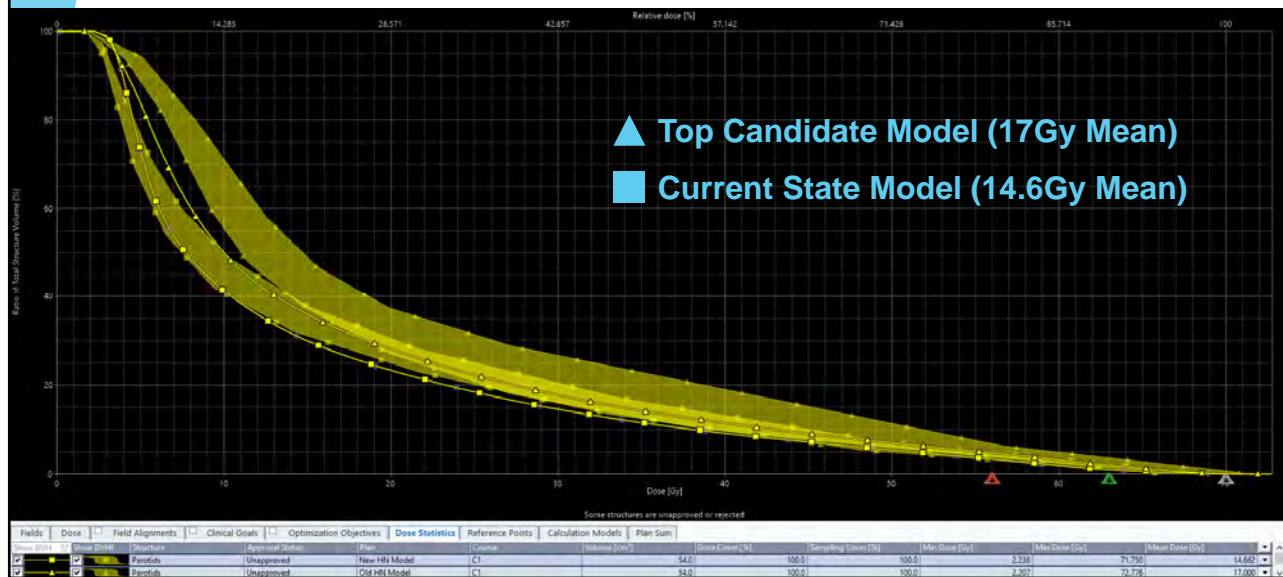 Relative dose [%]
0 14.285 28.571 42.857 57.142 71.428 85.714 100
▲ Top Candidate Model (17Gy Mean)
■ Current State Model (14.6Gy Mean)
Ratio of Total Structure Volume [%]
100
80
60
40
20
0
0 10 20 30 40 50 60 70
Dose [Gy]
Some structures are unapproved or rejected
Fields Dose Field Alignments Clinical Goals Optimization Objectives Dose Statistics Reference Points Calculation Models Plan Sum
Show DVH Show DVHE Structure Approval Status Plan Course Volume [cm³] Dose Cover.[%] Sampling Cover.[%] Min Dose [Gy] Max Dose [Gy] Mean Dose [Gy]
Parotids Unapproved New HN Model C1 54.0 100.0 100.0 2.238 71.750 14.662
Parotids Unapproved Old HN Model C1 54.0 100.0 100.0 2.207 72.776 17.000